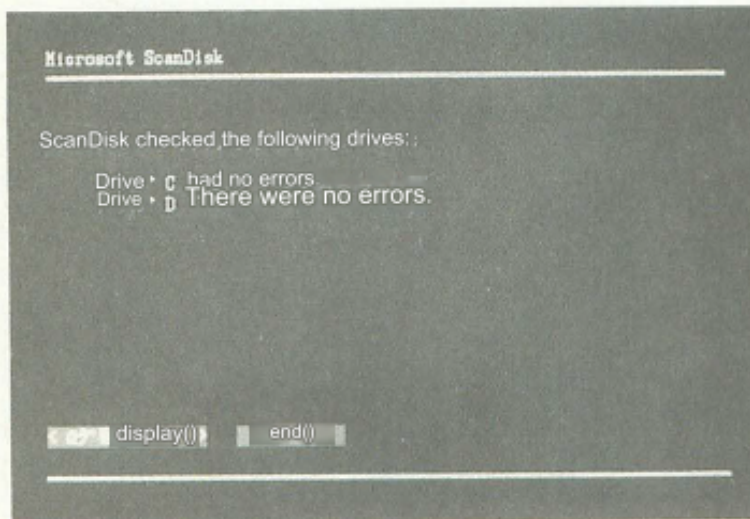 Microsoft ScanDisk
ScanDisk checked the following drives:
Drive C had no errors
Drive D There were no errors.
display() end()